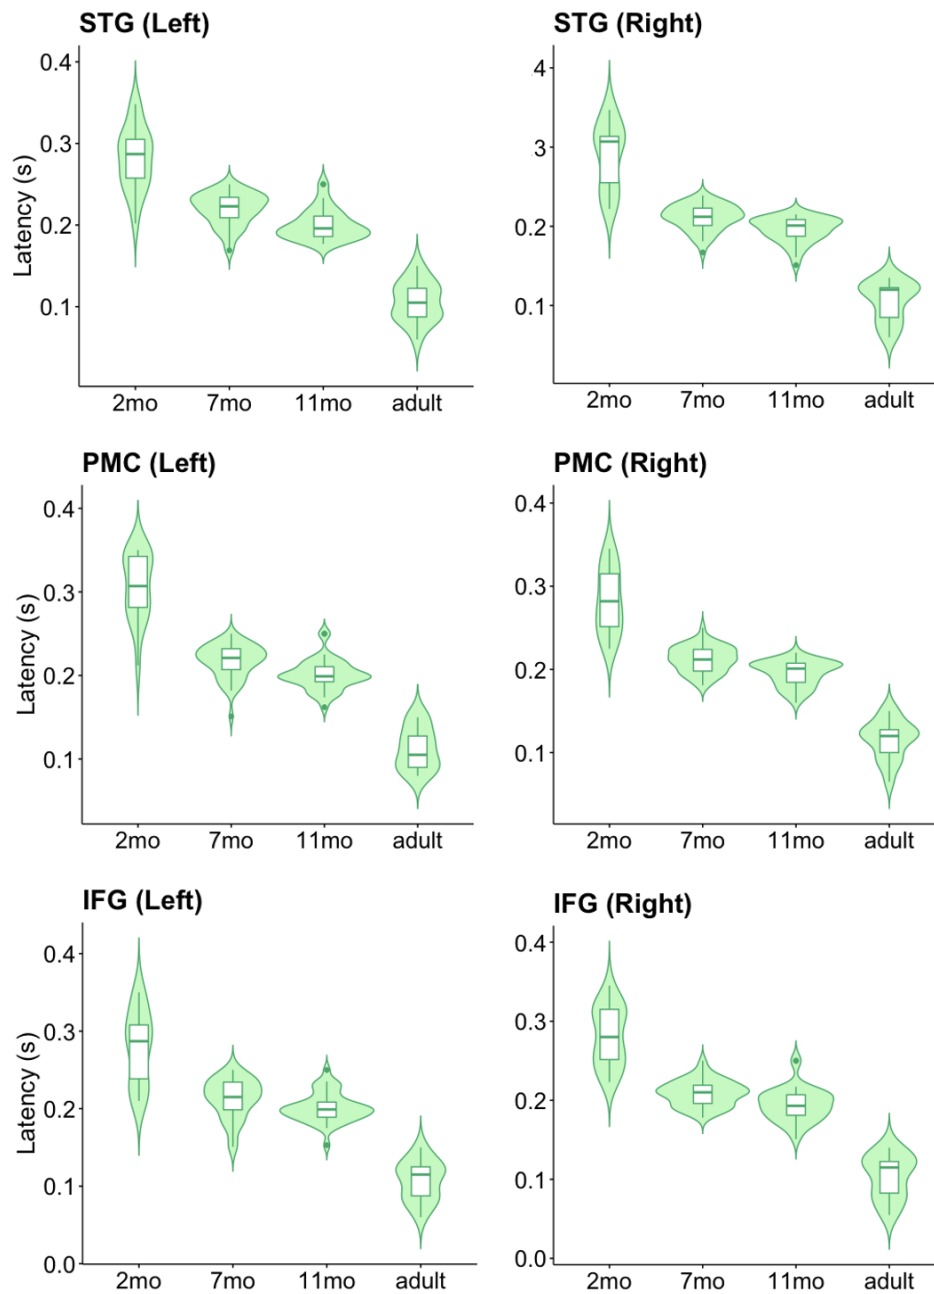 STG (Left)
STG (Right)
Latency (s)
0.4
0.3
0.2
0.1
2mo 7mo 11mo adult
4
3
0.2
0.1
2mo 7mo 11mo adult
PMC (Left)
PMC (Right)
Latency (s)
0.4
0.3
0.2
0.1
2mo 7mo 11mo adult
0.4
0.3
0.2
0.1
2mo 7mo 11mo adult
IFG (Left)
IFG (Right)
Latency (s)
0.4
0.3
0.2
0.1
0.0
2mo 7mo 11mo adult
0.4
0.3
0.2
0.1
0.0
2mo 7mo 11mo adult